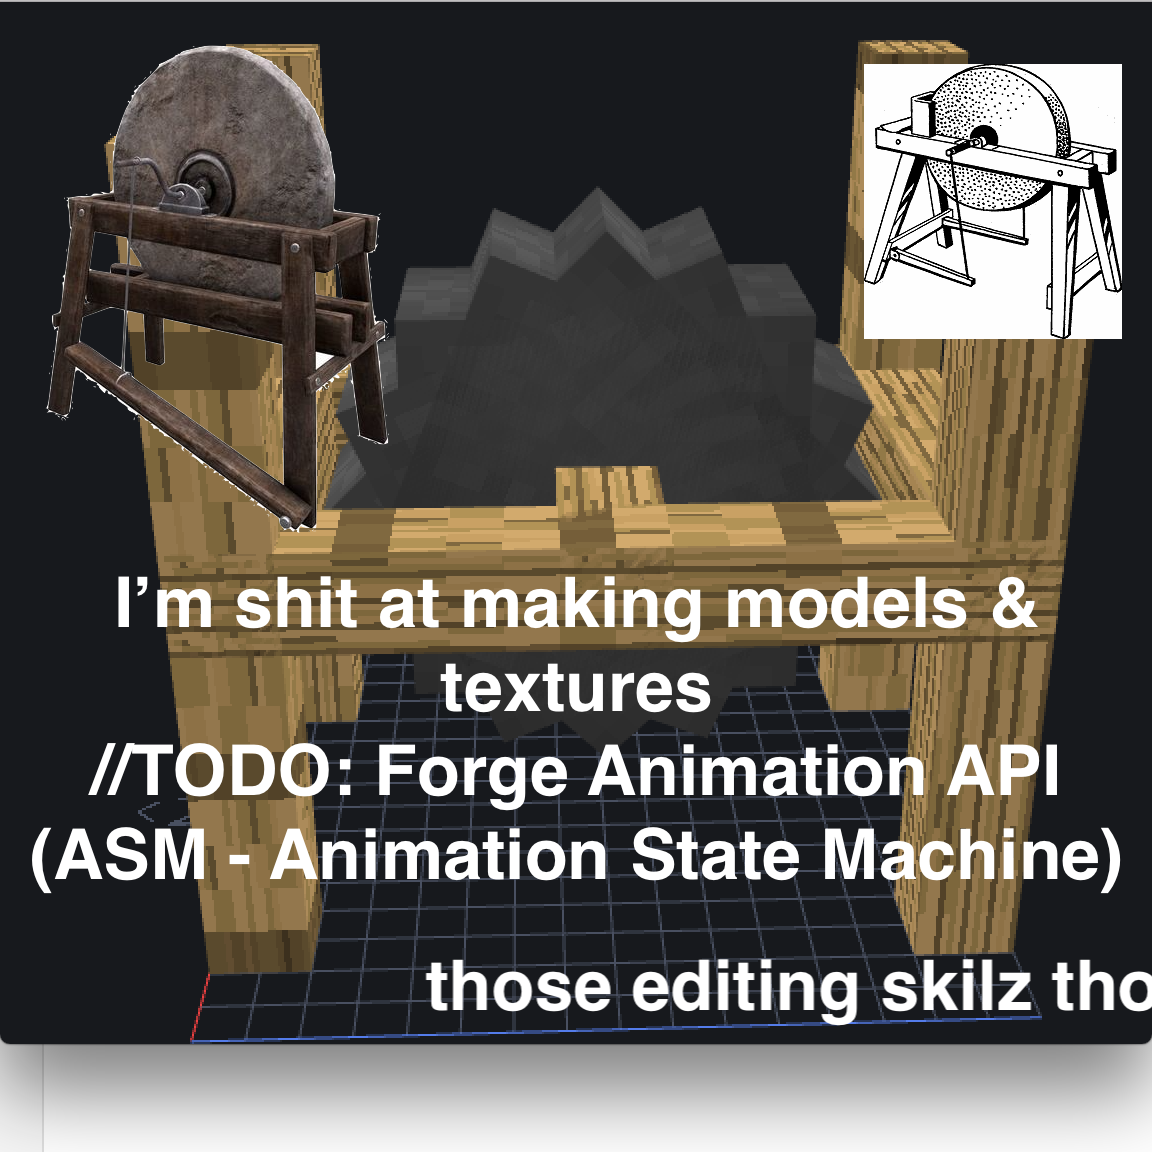 I’m shit at making models &
textures
//TODO: Forge Animation API
(ASM - Animation State Machine)
those editing skilz tho